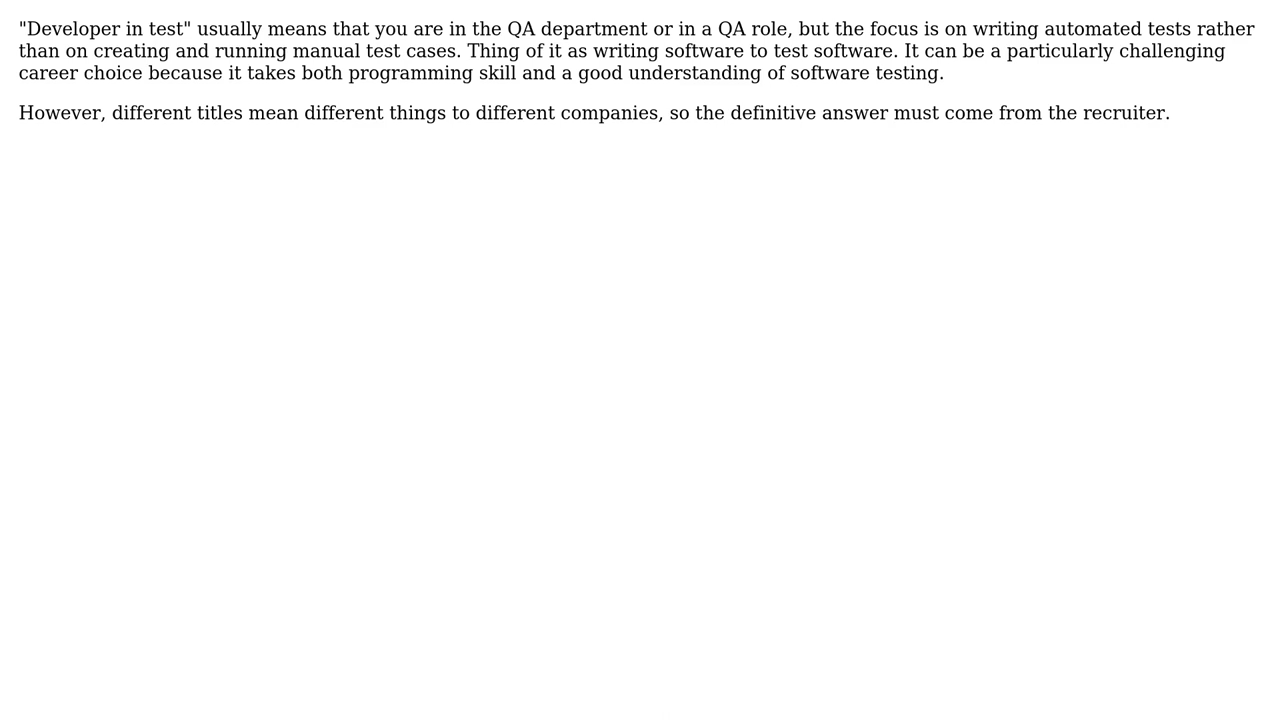 "Developer in test" usually means that you are in the QA department or in a QA role, but the focus is on writing automated tests rather
than on creating and running manual test cases. Thing of it as writing software to test software. It can be a particularly challenging
career choice because it takes both programming skill and a good understanding of software testing.
However, different titles mean different things to different companies, so the definitive answer must come from the recruiter.